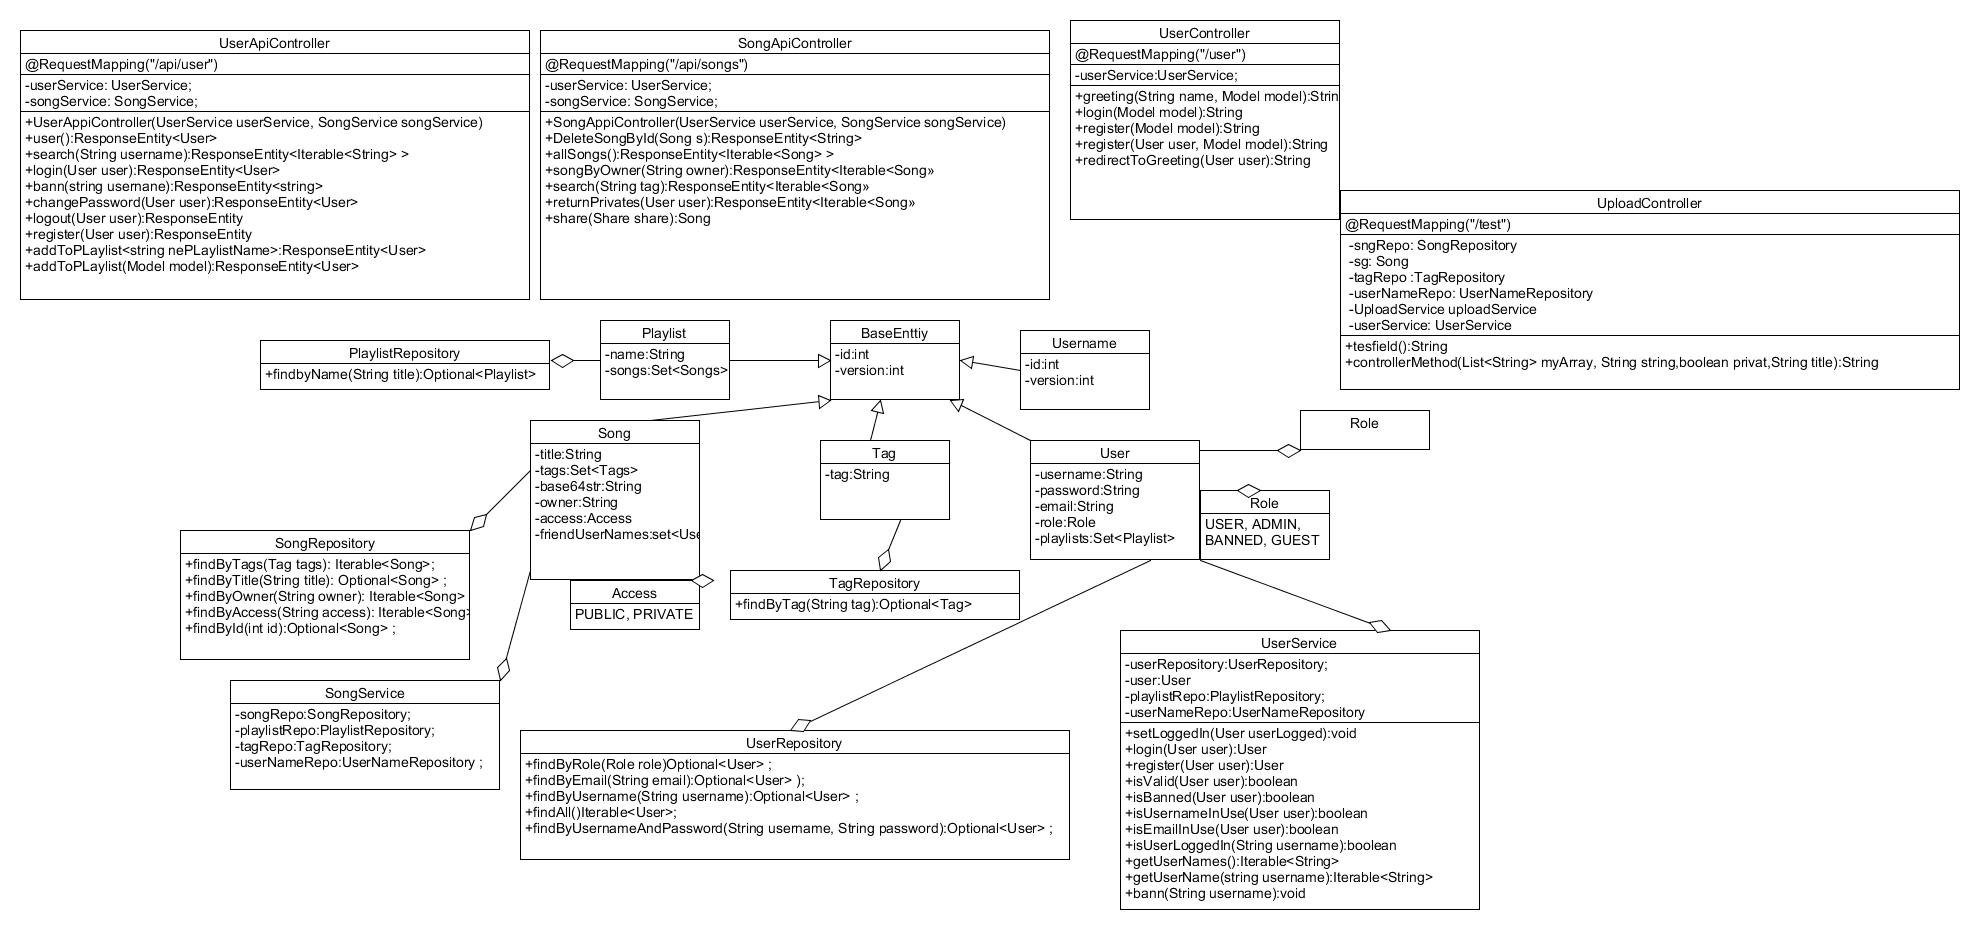 UserApiController
@RequestMapping("/api/user")
-userService: UserService;
-songService: SongService;
+UserAppiController(UserService userService, SongService songService)
+user():ResponseEntity<User>
+search(String username):ResponseEntity<Iterable<String> >
+login(User user):ResponseEntity<User>
+bann(string usernane):ResponseEntity<string>
+changePassword(User user):ResponseEntity<User>
+logout(User user):ResponseEntity
+register(User user):ResponseEntity
+addToPLaylist<string nePLaylistName>:ResponseEntity<User>
+addToPLaylist(Model model):ResponseEntity<User>
SongApiController
@RequestMapping("/api/songs")
-userService: UserService;
-songService: SongService;
+SongAppiController(UserService userService, SongService songService)
+DeleteSongById(Song s):ResponseEntity<String>
+allSongs():ResponseEntity<Iterable<Song> >
+songByOwner(String owner):ResponseEntity<Iterable<Song»
+search(String tag):ResponseEntity<Iterable<Song»
+returnPrivates(User user):ResponseEntity<Iterable<Song»
+share(Share share):Song
UserController
@RequestMapping("/user")
-userService:UserService;
+greeting(String name, Model model):Strin
+login(Model model):String
+register(Model model):String
+register(User user, Model model):String
+redirectToGreeting(User user):String
UploadController
@RequestMapping("/test")
-sngRepo: SongRepository
-sg: Song
-tagRepo :TagRepository
-userNameRepo: UserNameRepository
-UploadService uploadService
-userService: UserService
+tesfield():String
+controllerMethod(List<String> myArray, String string,boolean privat,String title):String
PlaylistRepository
+findbyName(String title):Optional<Playlist>
Playlist
-name:String
-songs:Set<Songs>
BaseEnttiy
-id:int
-version:int
Username
-id:int
-version:int
Role
Song
-title:String
-tags:Set<Tags>
-base64str:String
-owner:String
-access:Access
-friendUserNames:set<Use
Tag
-tag:String
User
-username:String
-password:String
-email:String
-role:Role
-playlists:Set<Playlist>
Role
USER, ADMIN,
BANNED, GUEST
SongRepository
+findByTags(Tag tags): Iterable<Song>;
+findByTitle(String title): Optional<Song> ;
+findByOwner(String owner): Iterable<Song>
+findByAccess(String access): Iterable<Song>
+findById(int id):Optional<Song> ;
Access
PUBLIC, PRIVATE
TagRepository
+findByTag(String tag):Optional<Tag>
SongService
-songRepo:SongRepository;
-playlistRepo:PlaylistRepository;
-tagRepo:TagRepository;
-userNameRepo:UserNameRepository ;
UserRepository
+findByRole(Role role)Optional<User> ;
+findByEmail(String email):Optional<User> );
+findByUsername(String username):Optional<User> ;
+findAll()Iterable<User>;
+findByUsernameAndPassword(String username, String password):Optional<User> ;
UserService
-userRepository:UserRepository;
-user:User
-playlistRepo:PlaylistRepository;
-userNameRepo:UserNameRepository
+setLoggedIn(User userLogged):void
+login(User user):User
+register(User user):User
+isValid(User user):boolean
+isBanned(User user):boolean
+isUsernameInUse(User user):boolean
+isEmailInUse(User user):boolean
+isUserLoggedIn(String username):boolean
+getUserNames():Iterable<String>
+getUserName(string username):Iterable<String>
+bann(String username):void